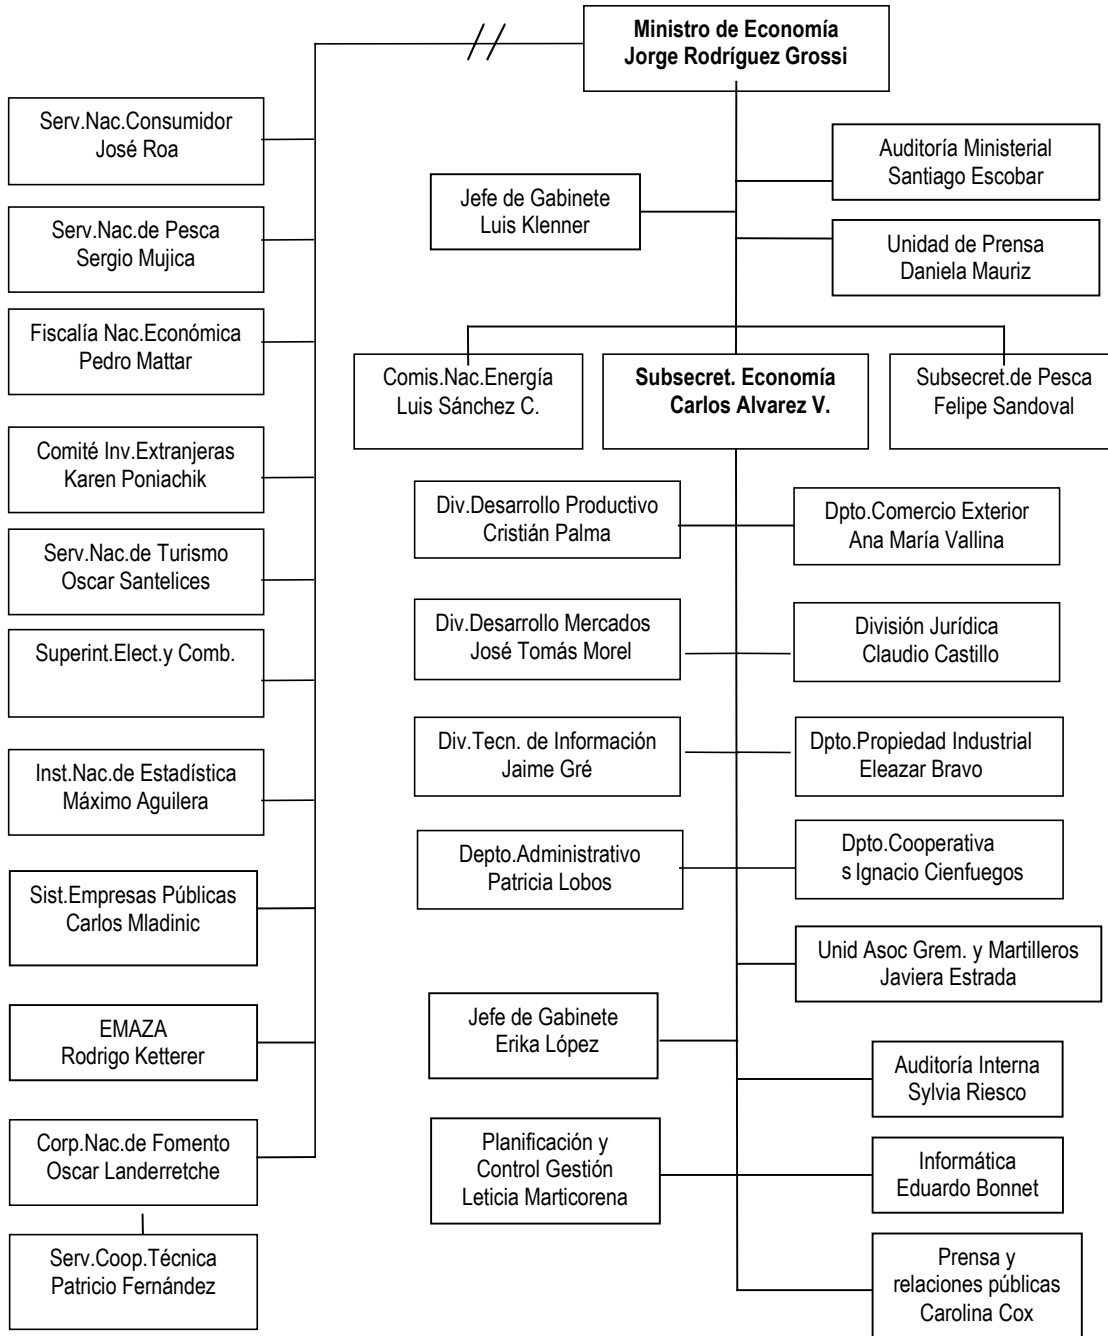 Ministro de Economía
Jorge Rodríguez Grossi
Serv.Nac.Consumidor
José Roa
Serv.Nac.de Pesca
Sergio Mujica
Fiscalía Nac.Económica
Pedro Mattar
Comité Inv.Extranjeras
Karen Poniachik
Serv.Nac.de Turismo
Oscar Santelices
Superint.Elect.y Comb.
Inst.Nac.de Estadística
Máximo Aguilera
Sist.Empresas Públicas
Carlos Mladinic
EMAZA
Rodrigo Ketterer
Corp.Nac.de Fomento
Oscar Landerretche
Serv.Coop.Técnica
Patricio Fernández
Jefe de Gabinete
Luis Klenner
Auditoría Ministerial
Santiago Escobar
Unidad de Prensa
Daniela Mauriz
Comis.Nac.Energía
Luis Sánchez C.
Subsecret. Economía
Carlos Alvarez V.
Subsecret.de Pesca
Felipe Sandoval
Div.Desarrollo Productivo
Cristián Palma
Dpto.Comercio Exterior
Ana María Vallina
Div.Desarrollo Mercados
José Tomás Morel
División Jurídica
Claudio Castillo
Div.Tecn. de Información
Jaime Gré
Dpto.Propiedad Industrial
Eleazar Bravo
Depto.Administrativo
Patricia Lobos
Dpto.Cooperativa
s Ignacio Cienfuegos
Unid Asoc Grem. y Martilleros
Javiera Estrada
Jefe de Gabinete
Erika López
Auditoría Interna
Sylvia Riesco
Planificación y
Control Gestión
Leticia Marticorena
Informática
Eduardo Bonnet
Prensa y
relaciones públicas
Carolina Cox